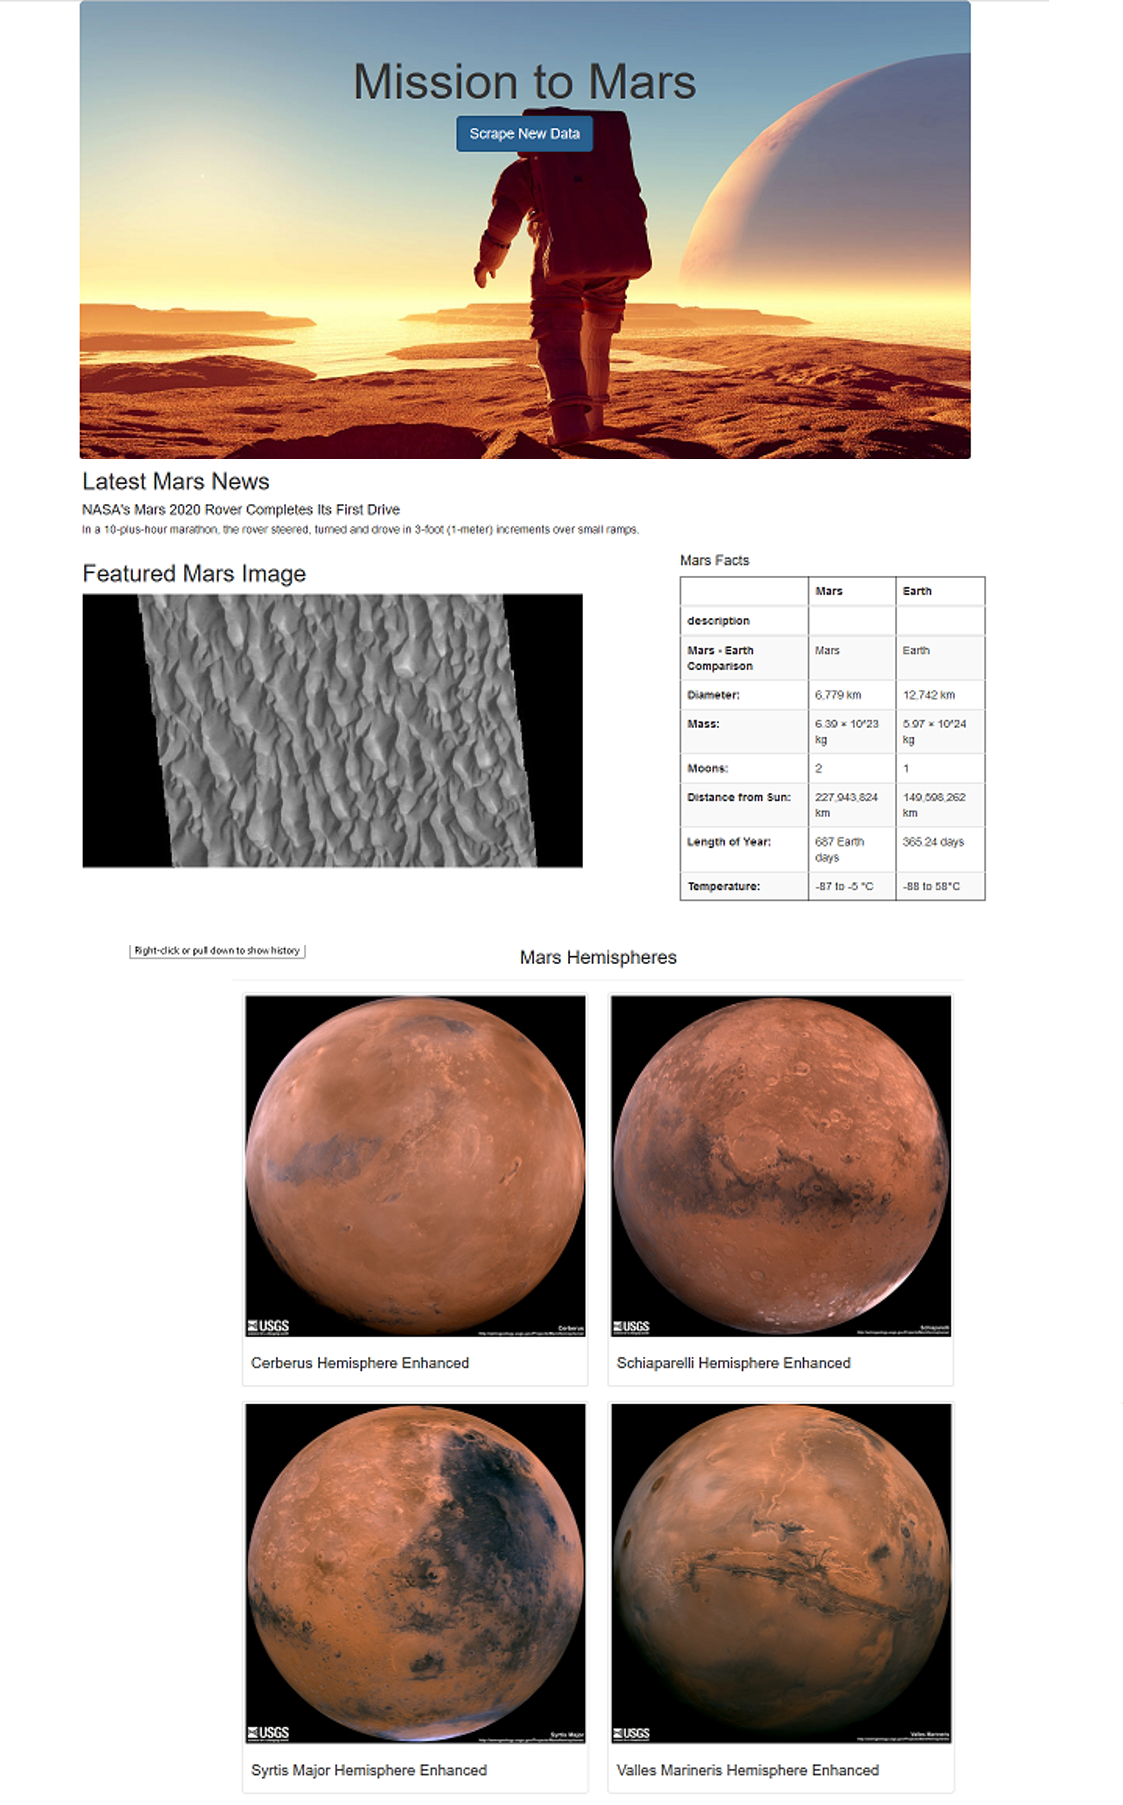 Mission to Mars
Scrape New Data
Latest Mars News
NASA's Mars 2020 Rover Completes Its First Drive
In a 10-plus-hour marathon, the rover steered, turned and drove in 3-foot (1-meter) increments over small ramps.
Featured Mars Image
Mars Facts
Mars Earth
description
Mars - Earth Comparison Mars Earth
Diameter: 6,779 km 12,742 km
Mass: 6.39 × 10^23 kg 5.97 × 10^24 kg
Moons: 2 1
Distance from Sun: 227,943,824 km 149,598,262 km
Length of Year: 687 Earth days 365.24 days
Temperature: -87 to -5 °C -88 to 58°C
Right-click or pull down to show history
Mars Hemispheres
USGS
Cerberus
USGS
Schiaparelli
Cerberus Hemisphere Enhanced
Schiaparelli Hemisphere Enhanced
USGS
Syrtis Major
USGS
Valles Marineris
Syrtis Major Hemisphere Enhanced
Valles Marineris Hemisphere Enhanced